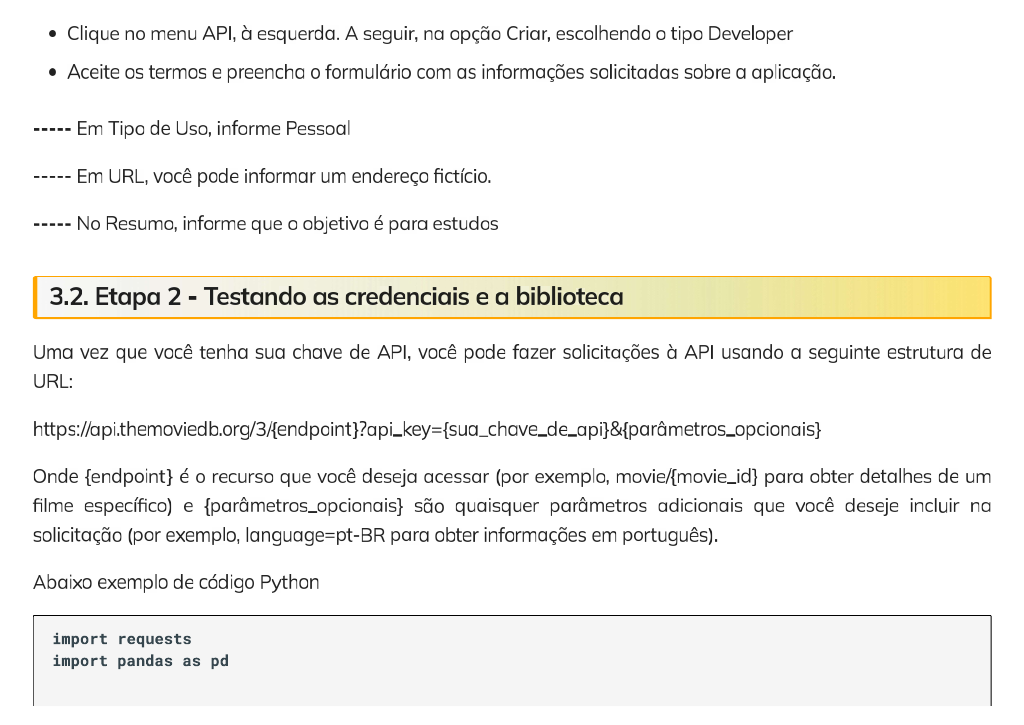 • Clique no menu API, à esquerda. A seguir, na opção Criar, escolhendo o tipo Developer
• Aceite os termos e preencha o formulário com as informações solicitadas sobre a aplicação.
----- Em Tipo de Uso, informe Pessoal
----- Em URL, você pode informar um endereço fictício.
----- No Resumo, informe que o objetivo é para estudos
3.2. Etapa 2 - Testando as credenciais e a biblioteca
Uma vez que você tenha sua chave de API, você pode fazer solicitações à API usando a seguinte estrutura de
URL:
https://api.themoviedb.org/3/{endpoint}?api_key={sua_chave_de_api}&{parâmetros_opcionais}
Onde {endpoint} é o recurso que você deseja acessar (por exemplo, movie/{movie_id} para obter detalhes de um
filme específico) e {parâmetros_opcionais} são quaisquer parâmetros adicionais que você deseje incluir na
solicitação (por exemplo, language=pt-BR para obter informações em português).
Abaixo exemplo de código Python
import requests
import pandas as pd